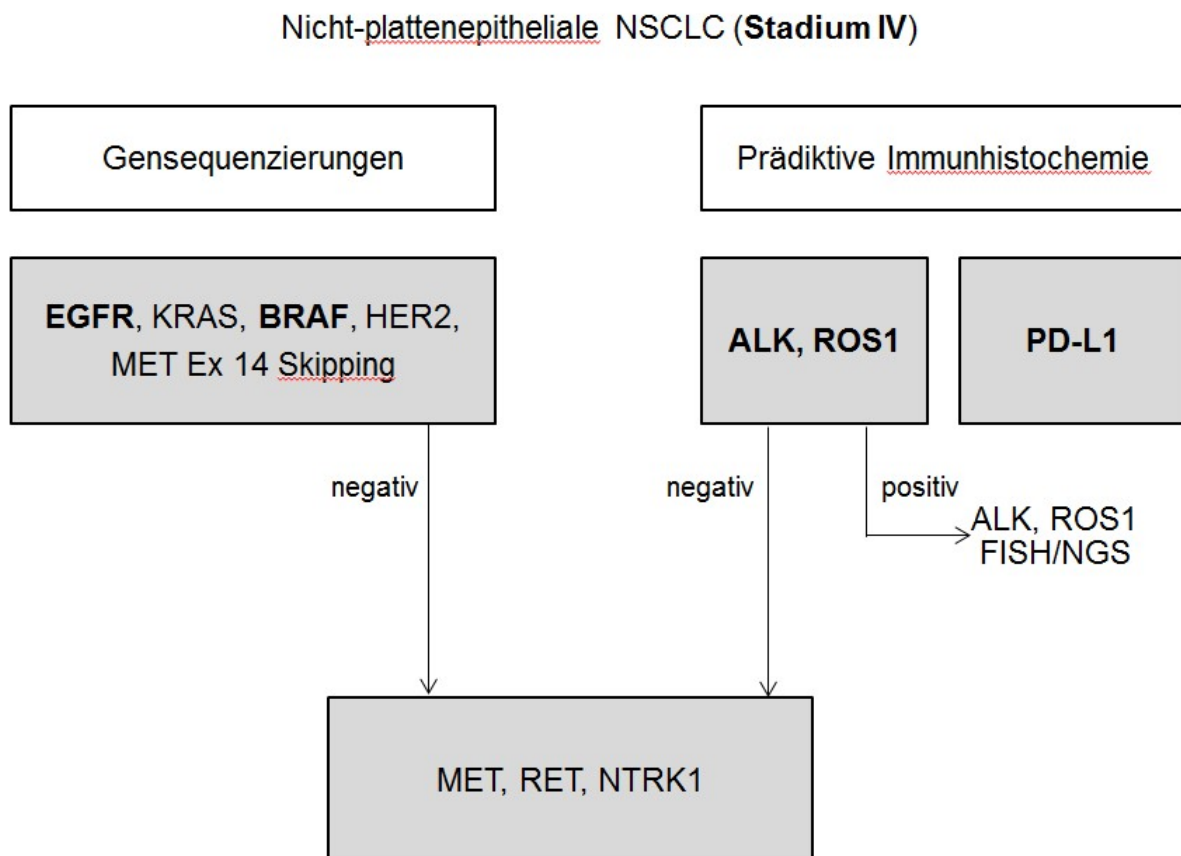 Nicht-plattenepitheliale NSCLC (Stadium IV)
Gensequenzierungen
Prädiktive Immunhistochemie
EGFR, KRAS, BRAF, HER2,
MET Ex 14 Skipping
ALK, ROS1
PD-L1
negativ
negativ
positiv
ALK, ROS1
FISH/NGS
MET, RET, NTRK1